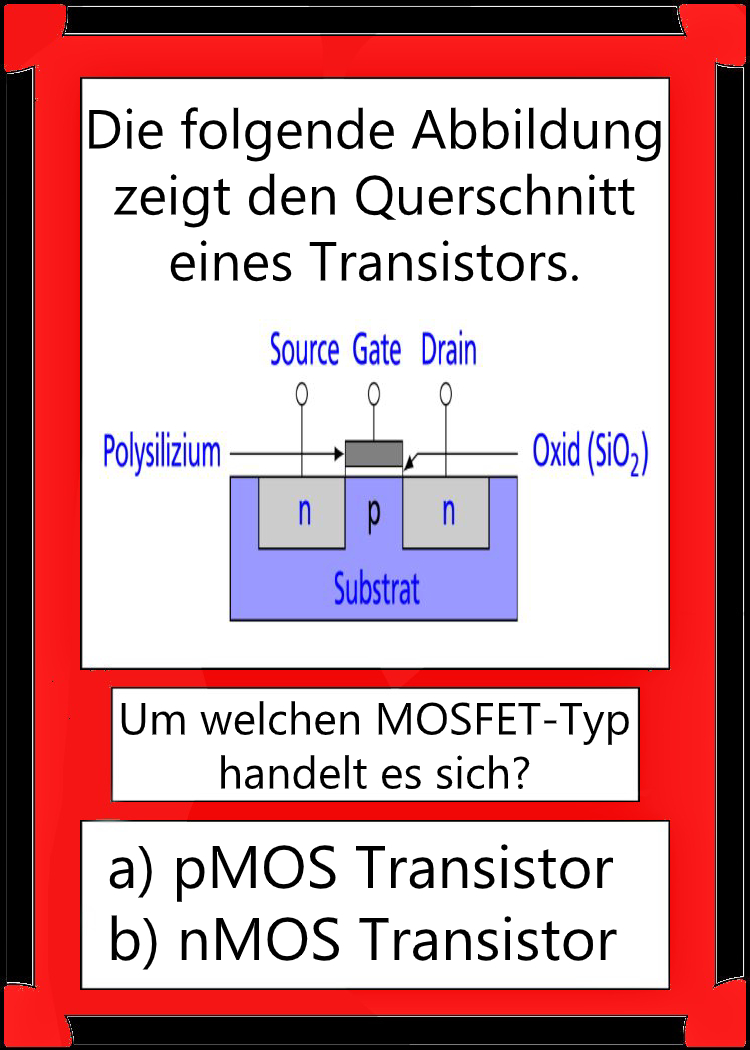 Die folgende Abbildung
zeigt den Querschnitt
eines Transistors.
Source Gate Drain
Polysilizium
Oxid (SiO₂)
n p n
Substrat
Um welchen MOSFET-Typ
handelt es sich?
a) pMOS Transistor
b) nMOS Transistor